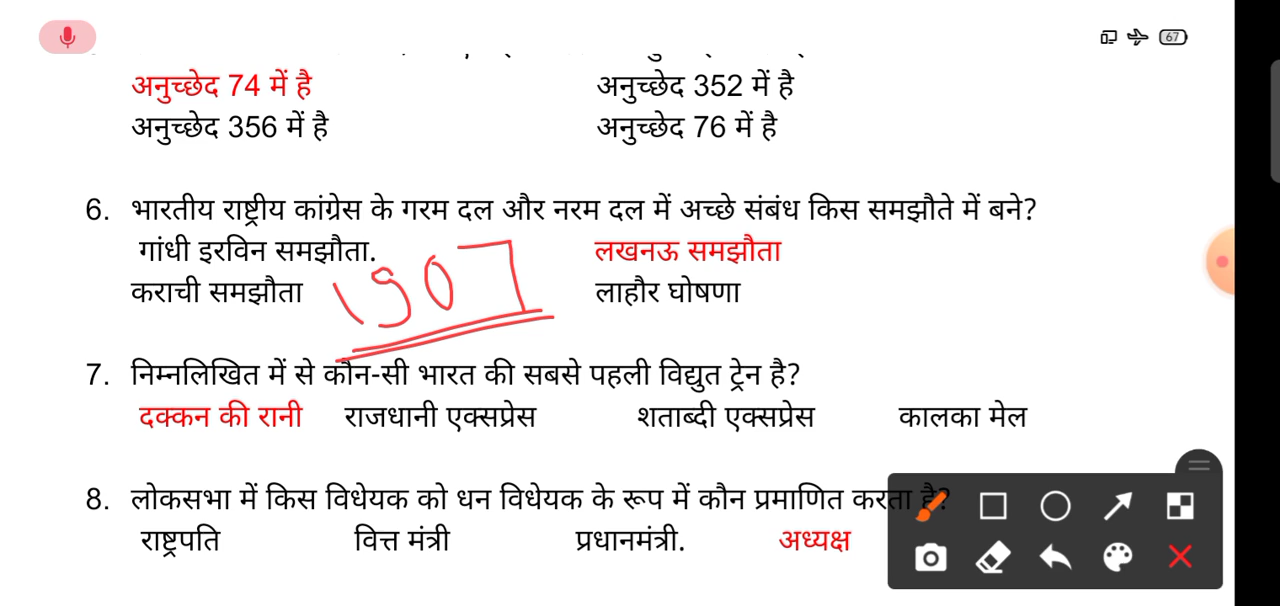 67
अनुच्छेद 74 में है अनुच्छेद 352 में है
अनुच्छेद 356 में है अनुच्छेद 76 में है
6. भारतीय राष्ट्रीय कांग्रेस के गरम दल और नरम दल में अच्छे संबंध किस समझौते में बने?
गांधी इरविन समझौता. लखनऊ समझौता
कराची समझौता 1907 लाहौर घोषणा
7. निम्नलिखित में से कौन-सी भारत की सबसे पहली विद्युत ट्रेन है?
दक्कन की रानी राजधानी एक्सप्रेस शताब्दी एक्सप्रेस कालका मेल
8. लोकसभा में किस विधेयक को धन विधेयक के रूप में कौन प्रमाणित करता है?
राष्ट्रपति वित्त मंत्री प्रधानमंत्री. अध्यक्ष